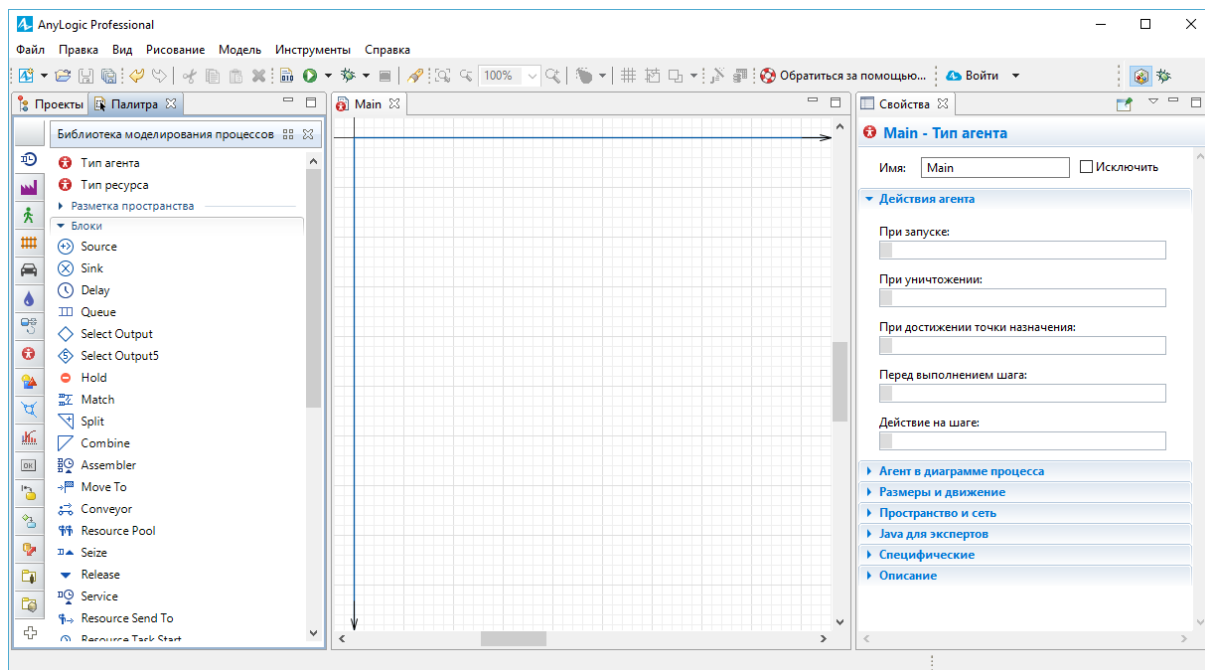 AnyLogic Professional
Файл Правка Вид Рисование Модель Инструменты Справка
100% Обратиться за помощью... Войти
Проекты Палитра
Библиотека моделирования процессов
Тип агента
Тип ресурса
Разметка пространства
Блоки
Source
Sink
Delay
Queue
Select Output
Select Output5
Hold
Match
Split
Combine
Assembler
Move To
Conveyor
Resource Pool
Seize
Release
Service
Resource Send To
Resource Task Start
OK
Main
Свойства
Main - Тип агента
Имя: Main Исключить
Действия агента
При запуске:
При уничтожении:
При достижении точки назначения:
Перед выполнением шага:
Действие на шаге:
Агент в диаграмме процесса
Размеры и движение
Пространство и сеть
Java для экспертов
Специфические
Описание